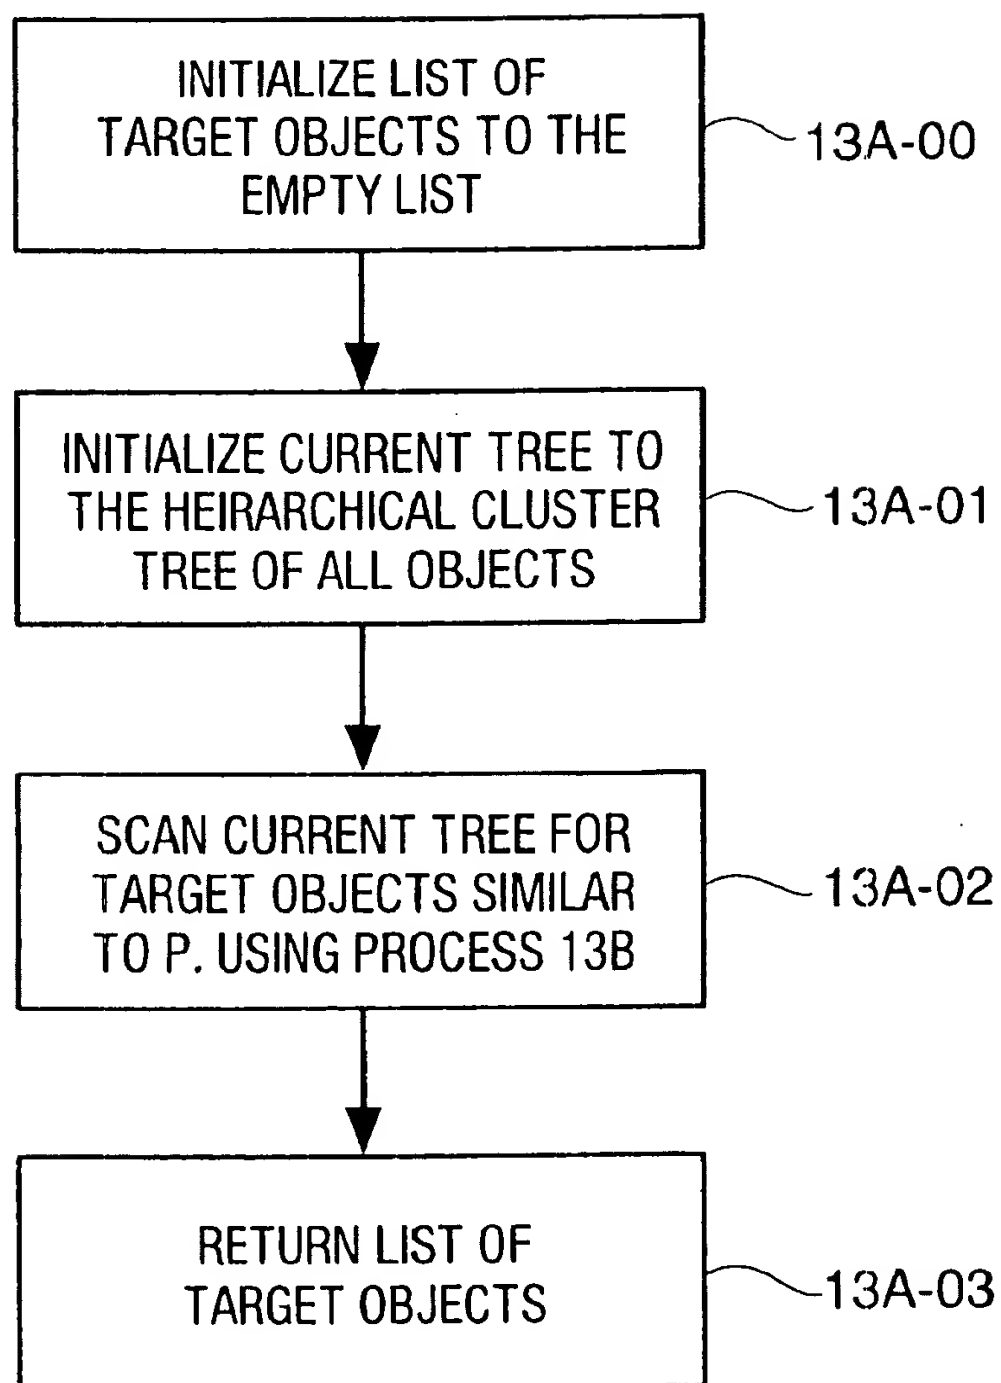 INITIALIZE LIST OF
TARGET OBJECTS TO THE
EMPTY LIST
13A-00
INITIALIZE CURRENT TREE TO
THE HEIRARCHICAL CLUSTER
TREE OF ALL OBJECTS
13A-01
SCAN CURRENT TREE FOR
TARGET OBJECTS SIMILAR
TO P. USING PROCESS 13B
13A-02
RETURN LIST OF
TARGET OBJECTS
13A-03